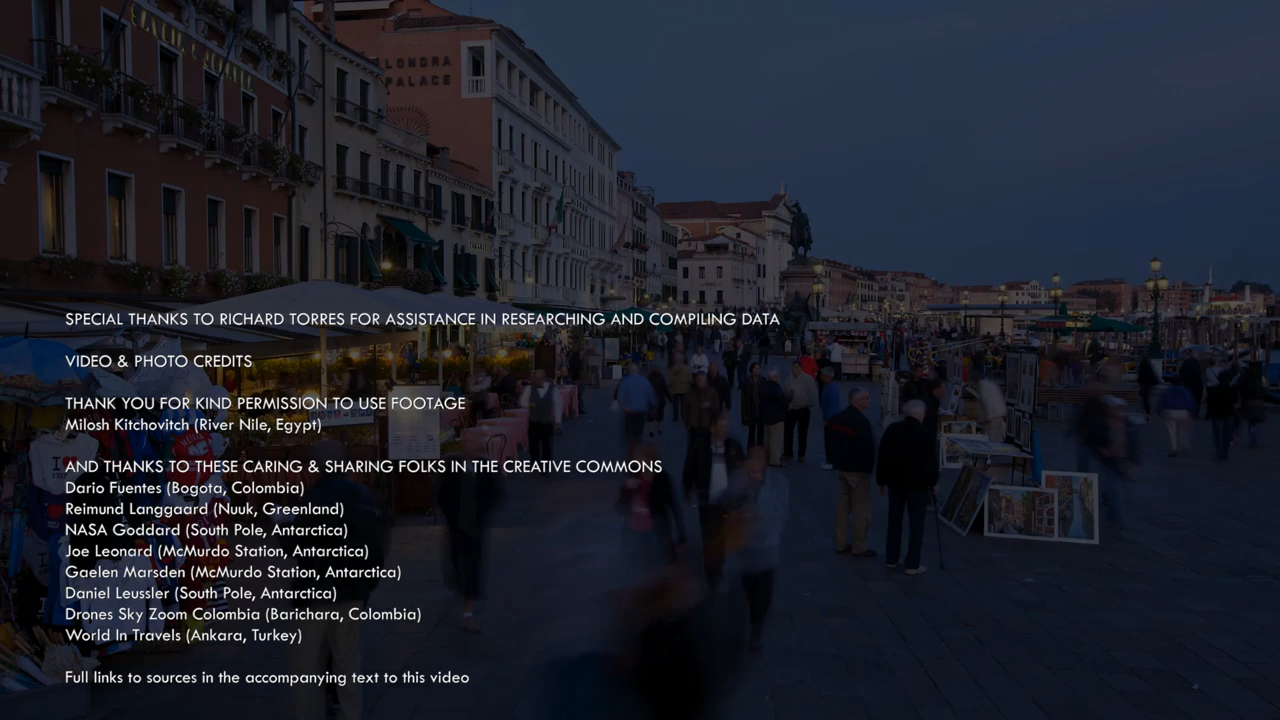 LONDRA
PALACE
SPECIAL THANKS TO RICHARD TORRES FOR ASSISTANCE IN RESEARCHING AND COMPILING DATA
VIDEO & PHOTO CREDITS
THANK YOU FOR KIND PERMISSION TO USE FOOTAGE
Milosh Kitchovitch (River Nile, Egypt)
AND THANKS TO THESE CARING & SHARING FOLKS IN THE CREATIVE COMMONS
Dario Fuentes (Bogota, Colombia)
Reimund Langgaard (Nuuk, Greenland)
NASA Goddard (South Pole, Antarctica)
Joe Leonard (McMurdo Station, Antarctica)
Gaelen Marsden (McMurdo Station, Antarctica)
Daniel Leussler (South Pole, Antarctica)
Drones Sky Zoom Colombia (Barichara, Colombia)
World In Travels (Ankara, Turkey)
Full links to sources in the accompanying text to this video